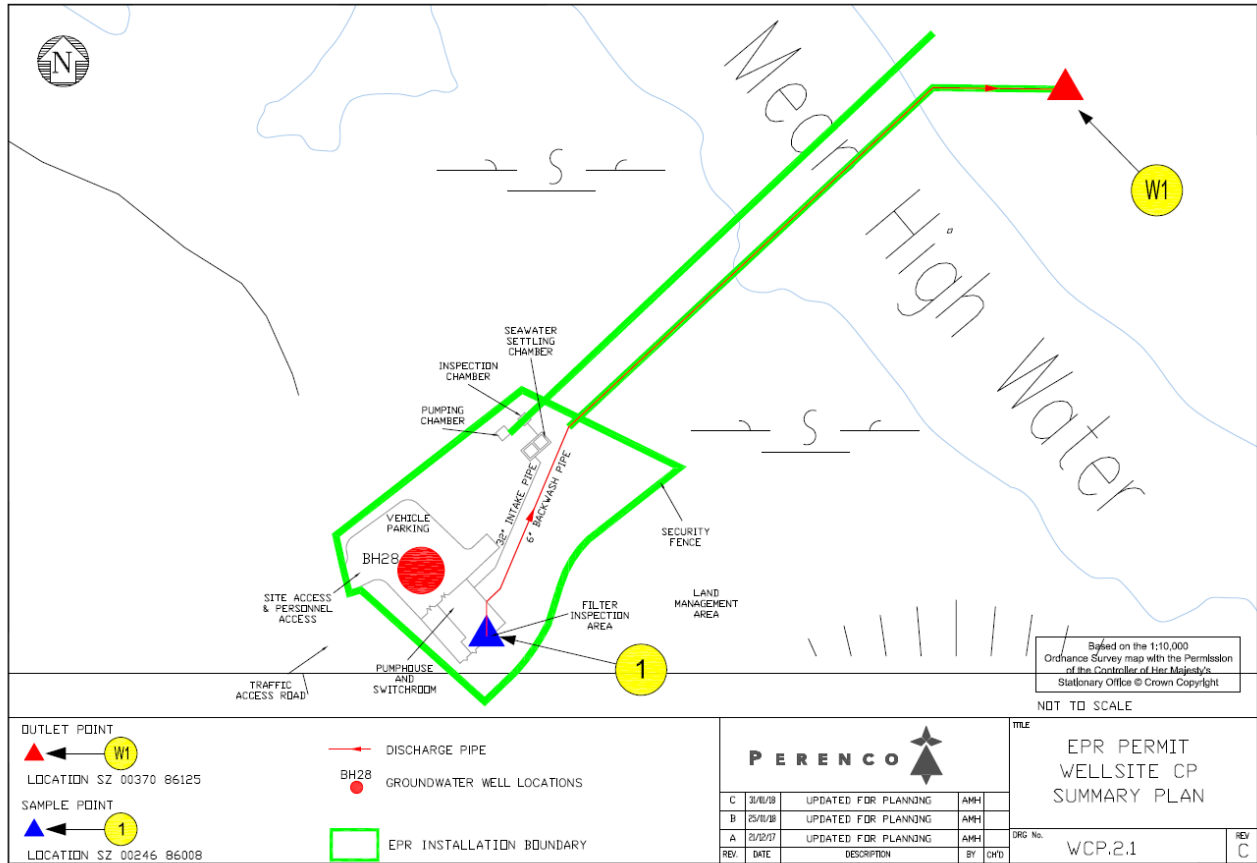 N
Mean
High Water
W1
S
S
SEAWATER
SETTLING
CHAMBER
INSPECTION
CHAMBER
PUMPING
CHAMBER
32" INTAKE PIPE
6" BACKWASH PIPE
VEHICLE
PARKING
BH28
SECURITY
FENCE
SITE ACCESS
& PERSONNEL
ACCESS
FILTER
INSPECTION
AREA
LAND
MANAGEMENT
AREA
1
PUMPHOUSE
AND
SWITCHROOM
TRAFFIC
ACCESS ROAD
Based on the 1:10,000
Ordnance Survey map with the Permission
of the Controller of Her Majesty's
Stationary Office © Crown Copyright
NOT TO SCALE
OUTLET POINT
W1
LOCATION SZ 00370 86125
SAMPLE POINT
1
LOCATION SZ 00246 86008
DISCHARGE PIPE
BH28
GROUNDWATER WELL LOCATIONS
EPR INSTALLATION BOUNDARY
PERENCO
C 31/01/18 UPDATED FOR PLANNING AMH
B 25/01/18 UPDATED FOR PLANNING AMH
A 21/12/17 UPDATED FOR PLANNING AMH
REV. DATE DESCRIPTION BY CH'D
TITLE
EPR PERMIT
WELLSITE CP
SUMMARY PLAN
DRG No.
WCP.2.1
REV
C